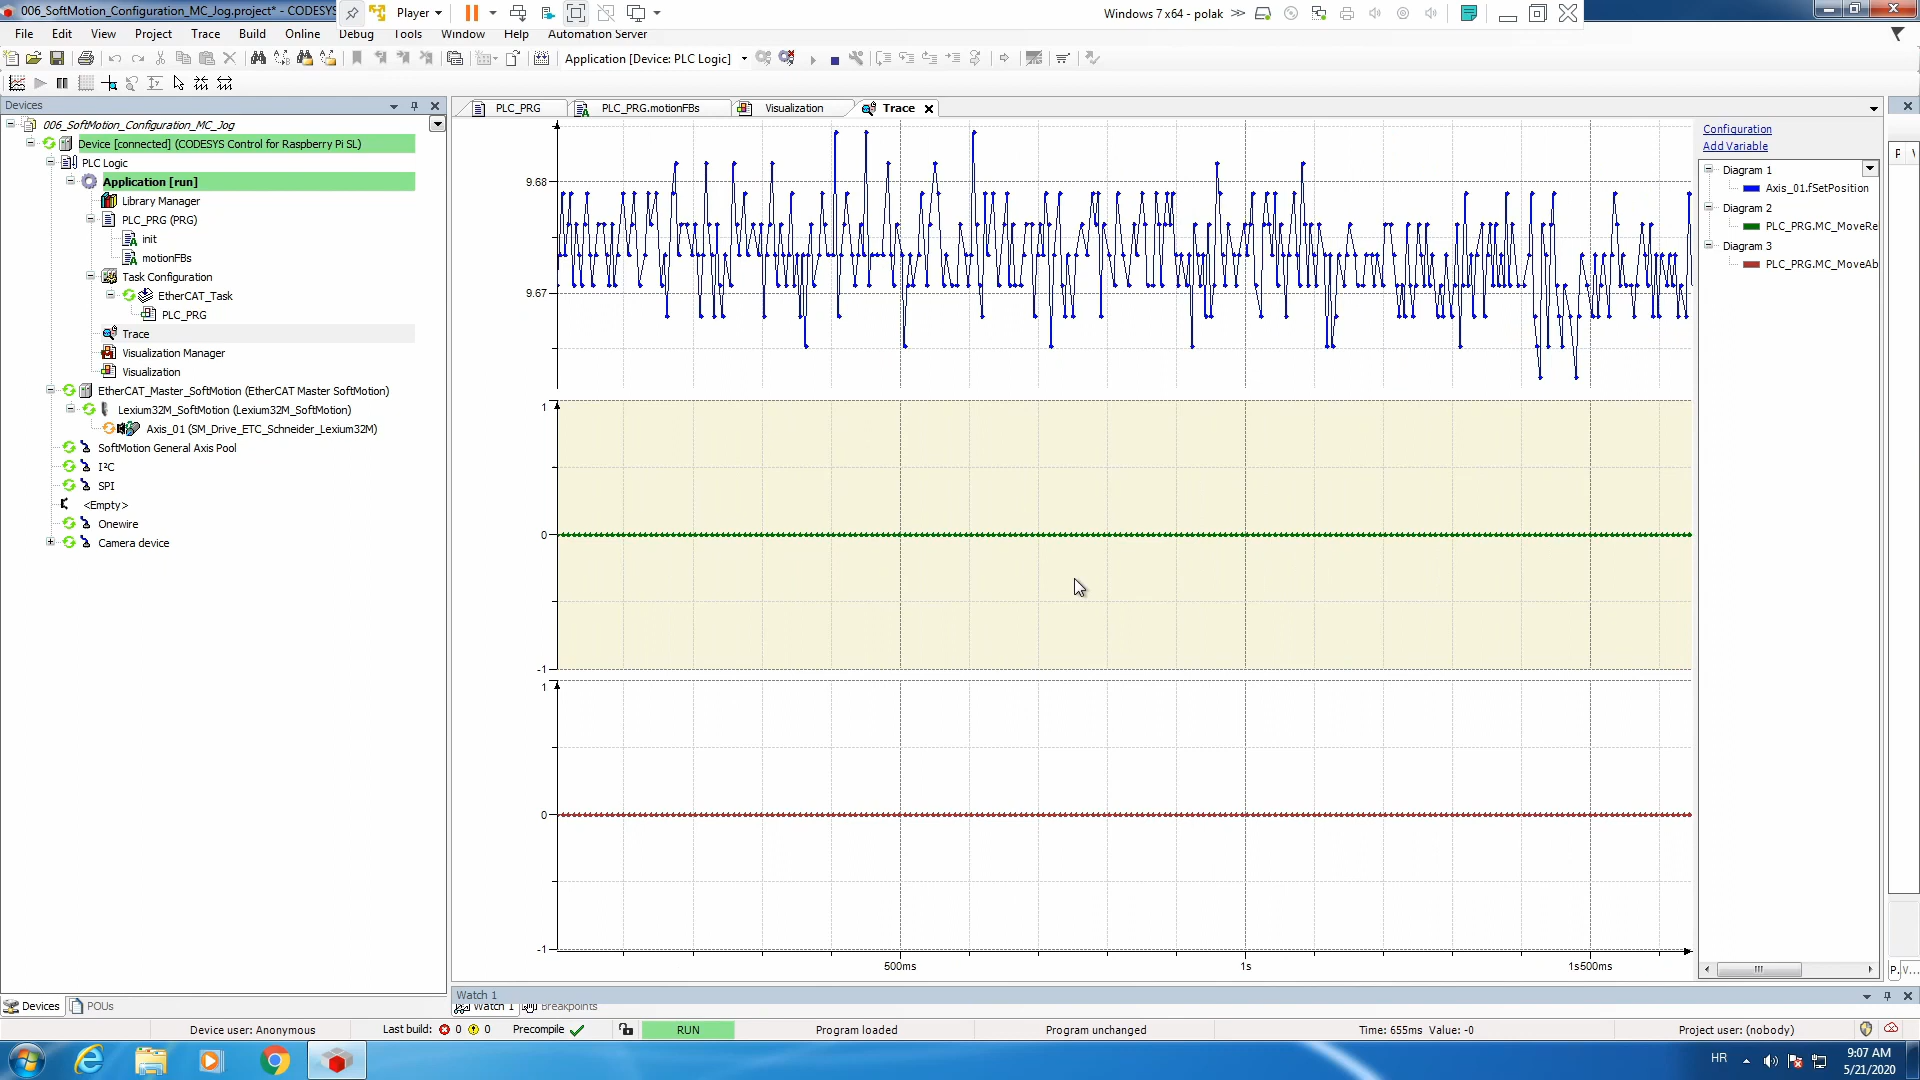 006_SoftMotion_Configuration_MC_Jog.project* - CODESYS
Player
Windows 7 x64 - polak
File Edit View Project Trace Build Online Debug Tools Window Help Automation Server
Application [Device: PLC Logic]
Devices
PLC_PRG
PLC_PRG.motionFBs
Visualization
Trace
006_SoftMotion_Configuration_MC_Jog
Device [connected] (CODESYS Control for Raspberry Pi SL)
PLC Logic
Application [run]
Library Manager
PLC_PRG (PRG)
init
motionFBs
Task Configuration
EtherCAT_Task
PLC_PRG
Trace
Visualization Manager
Visualization
EtherCAT_Master_SoftMotion (EtherCAT Master SoftMotion)
Lexium32M_SoftMotion (Lexium32M_SoftMotion)
Axis_01 (SM_Drive_ETC_Schneider_Lexium32M)
SoftMotion General Axis Pool
I²C
SPI
<Empty>
Onewire
Camera device
9.68
9.67
1
0
-1
1
0
-1
500ms 1s 1s500ms
Configuration
Add Variable
Diagram 1
Axis_01.fSetPosition
Diagram 2
PLC_PRG.MC_MoveRe
Diagram 3
PLC_PRG.MC_MoveAb
P
P.. V...
Devices POUs
Watch 1
Watch 1 Breakpoints
Device user: Anonymous Last build: 0 0 Precompile RUN Program loaded Program unchanged Time: 655ms Value: -0 Project user: (nobody)
HR
9:07 AM
5/21/2020